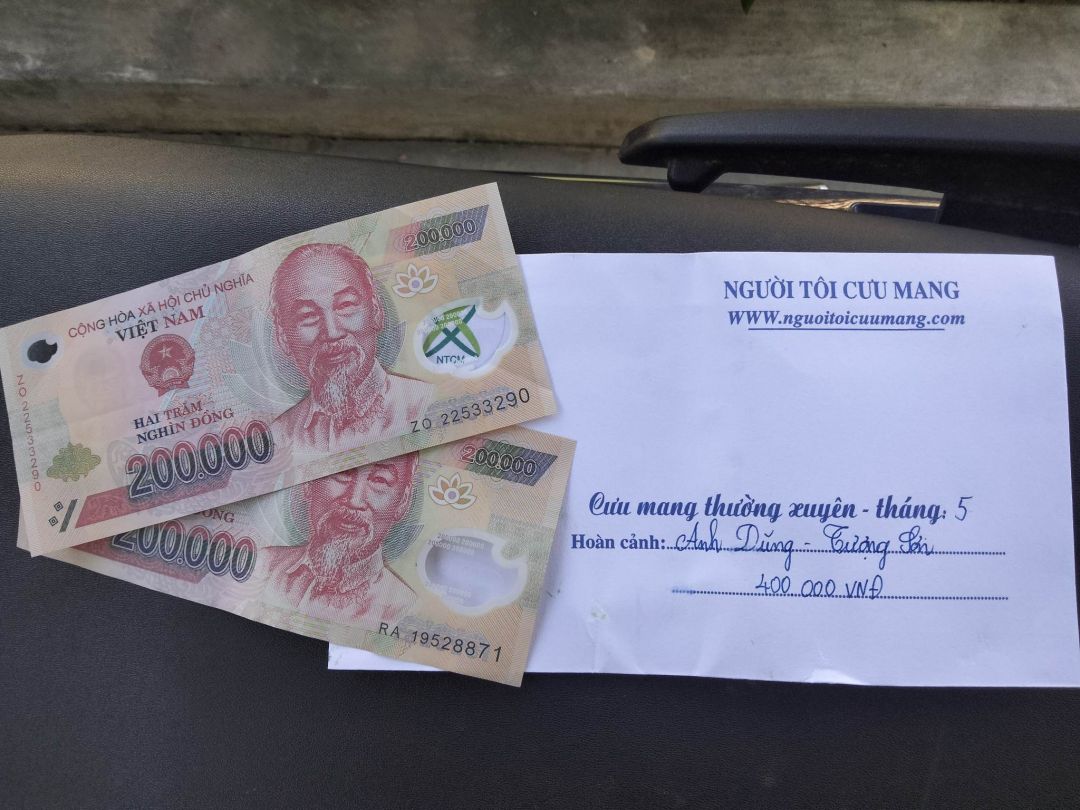 CỘNG HÒA XÃ HỘI CHỦ NGHĨA
VIỆT NAM
200.000
NTCM
ZO 22533290
HAI TRĂM
NGHÌN ĐỒNG
200.000
ZO 22533290
200.000
200.000
RA 19528871
NGƯỜI TÔI CƯU MANG
WWW.nguoitoicuumang.com
Cưu mang thường xuyên - tháng: 5
Hoàn cảnh: Anh Dũng - Tượng Sơn
400.000 VNĐ